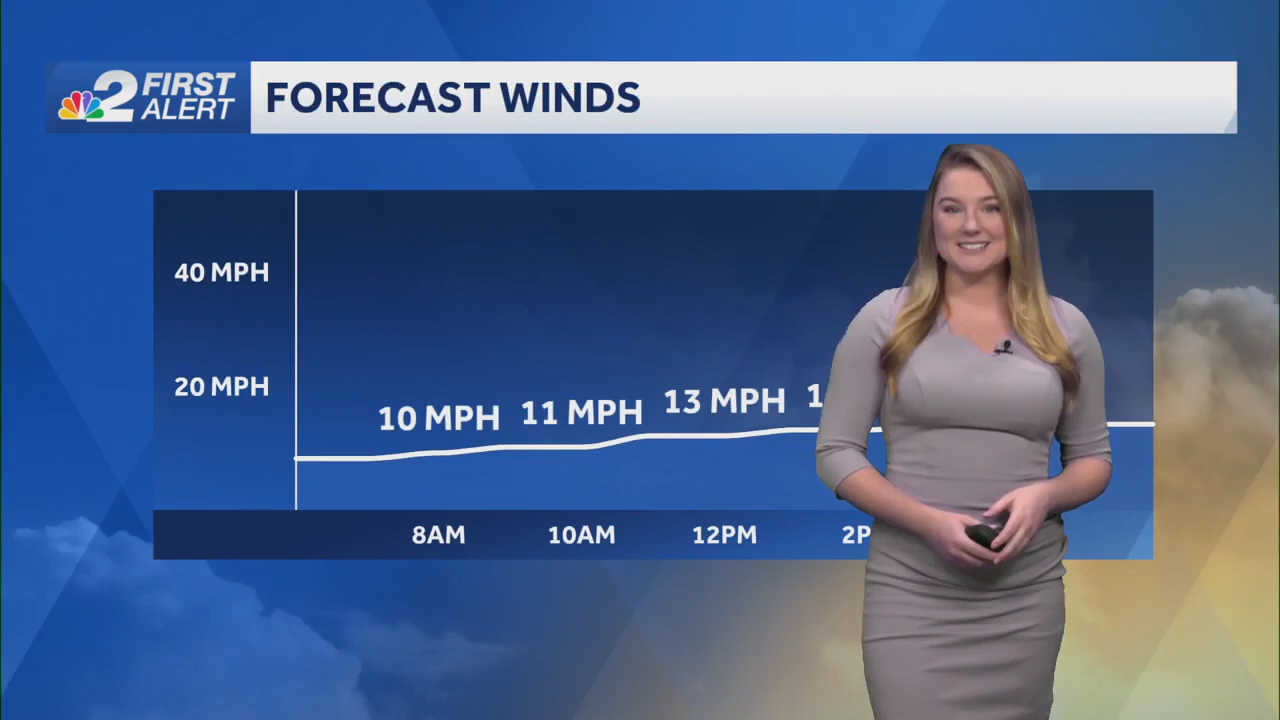 2 FIRST ALERT
FORECAST WINDS
40 MPH
20 MPH
10 MPH 11 MPH 13 MPH
8AM 10AM 12PM